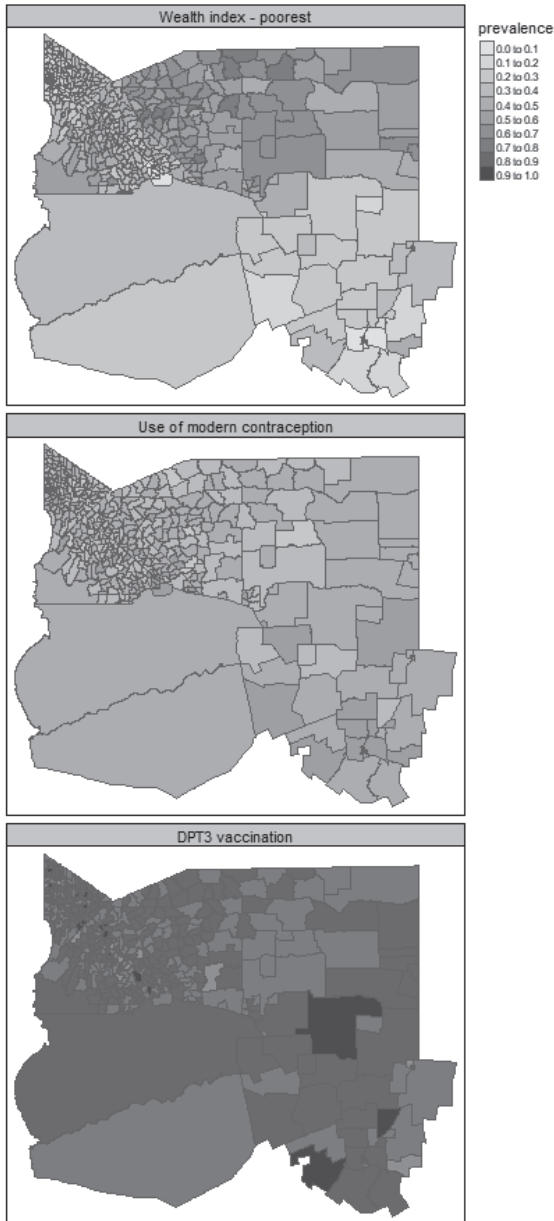 Wealth index - poorest
prevalence
0.0 to 0.1
0.1 to 0.2
0.2 to 0.3
0.3 to 0.4
0.4 to 0.5
0.5 to 0.6
0.6 to 0.7
0.7 to 0.8
0.8 to 0.9
0.9 to 1.0
Use of modern contraception
DPT3 vaccination